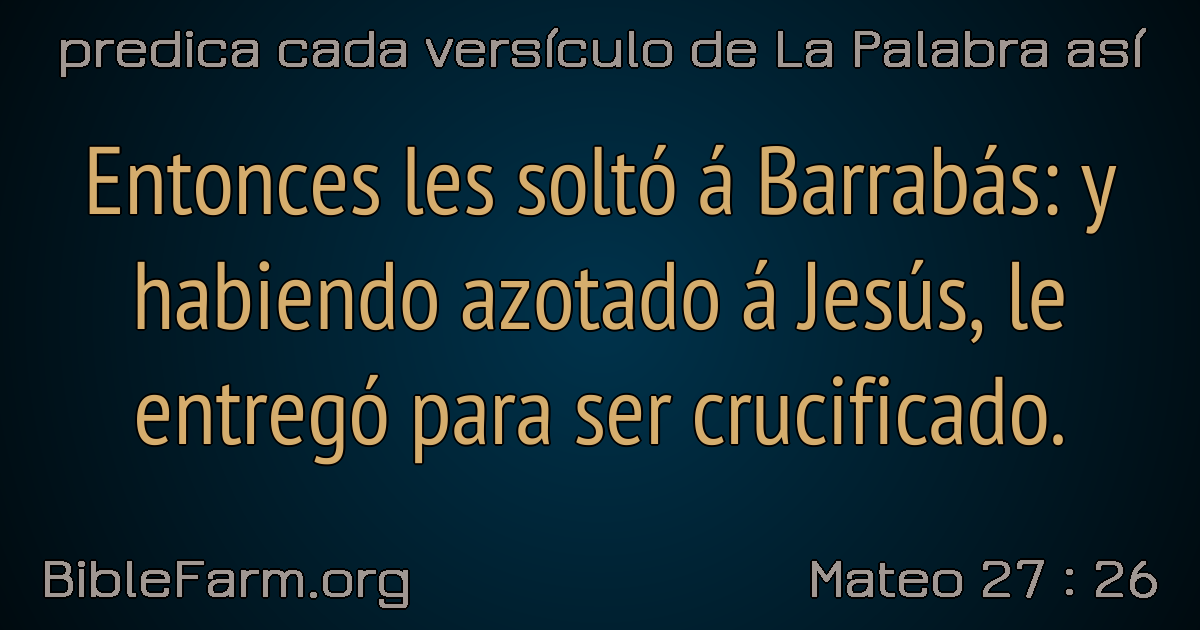 predica cada versículo de La Palabra así
Entonces les soltó á Barrabás: y
habiendo azotado á Jesús, le
entregó para ser crucificado.
BibleFarm.org
Mateo 27 : 26